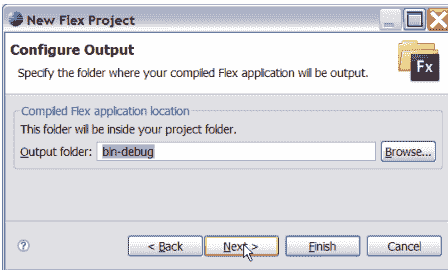 New Flex Project
Configure Output
Specify the folder where your compiled Flex application will be output.
Fx
Compiled Flex application location
This folder will be inside your project folder.
Output folder: bin-debug Browse...
? < Back Next > Finish Cancel